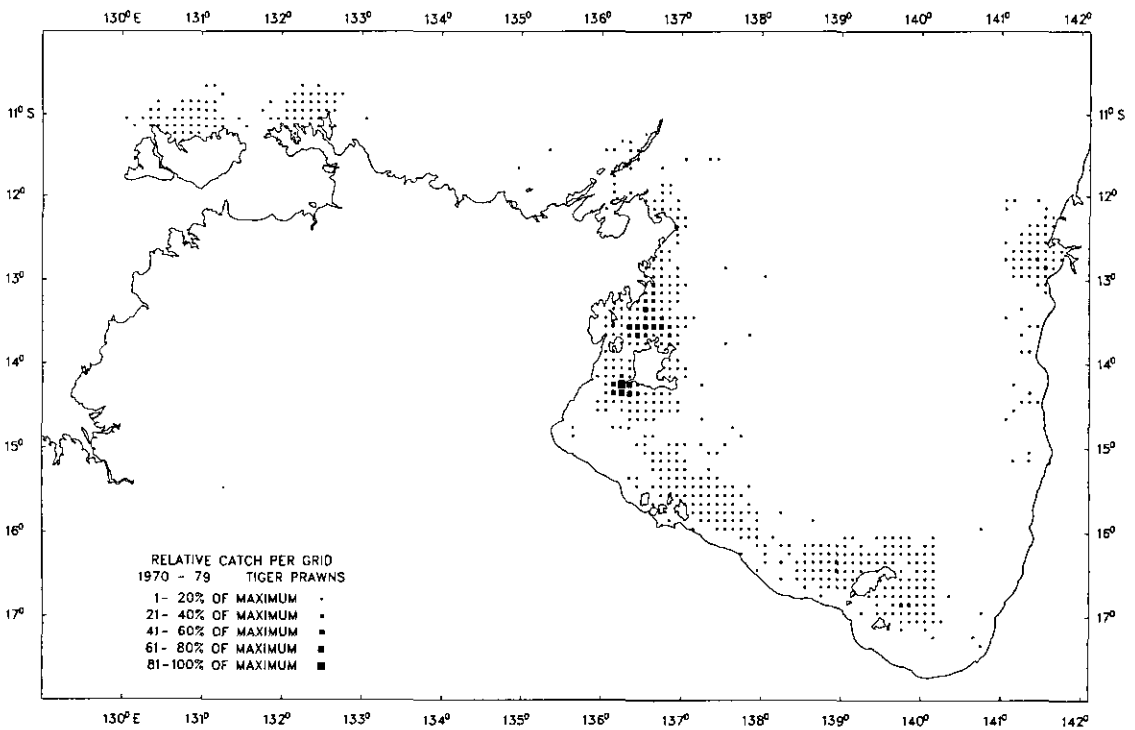 130° E 131° 132° 133° 134° 135° 136° 137° 138° 139° 140° 141° 142°
11° S 11° S
12° 12°
13° 13°
14° 14°
15° 15°
16° 16°
17° 17°
RELATIVE CATCH PER GRID
1970 - 79 TIGER PRAWNS
1- 20% OF MAXIMUM
21- 40% OF MAXIMUM
41- 60% OF MAXIMUM
61- 80% OF MAXIMUM
81-100% OF MAXIMUM
130° E 131° 132° 133° 134° 135° 136° 137° 138° 139° 140° 141° 142°